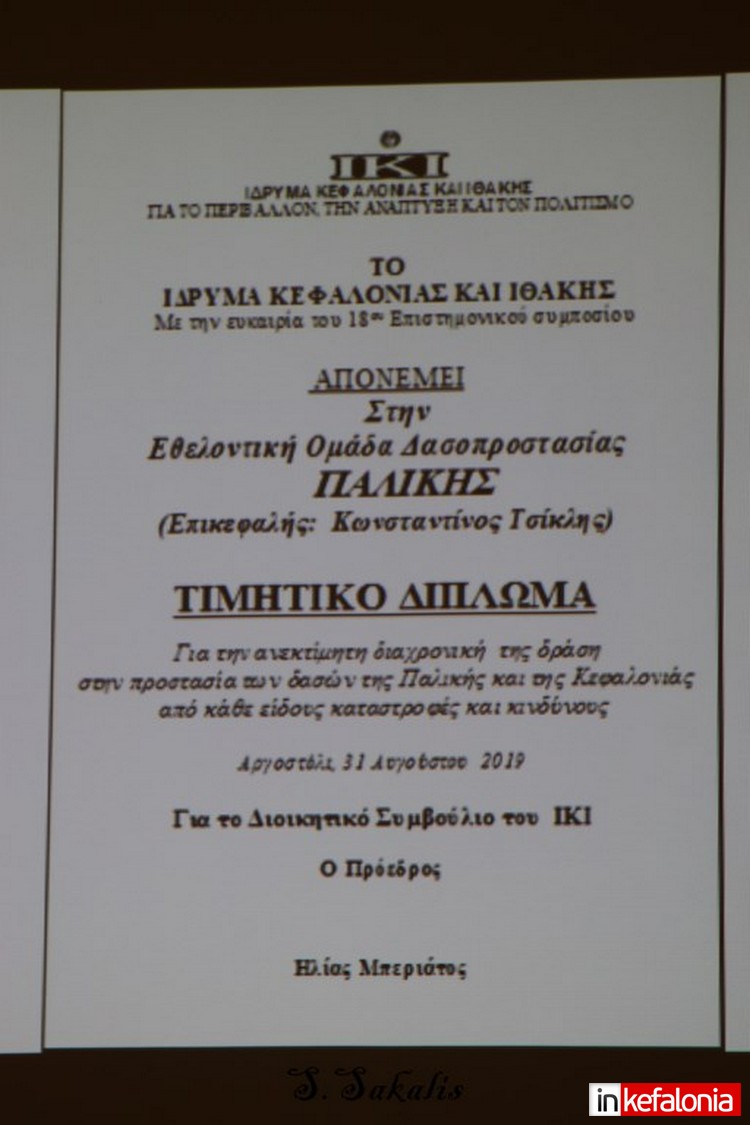 ΙΚΙ
ΙΔΡΥΜΑ ΚΕΦΑΛΟΝΙΑΣ ΚΑΙ ΙΘΑΚΗΣ
ΓΙΑ ΤΟ ΠΕΡΙΒΑΛΛΟΝ, ΤΗΝ ΑΝΑΠΤΥΞΗ ΚΑΙ ΤΟΝ ΠΟΛΙΤΙΣΜΟ
ΤΟ
ΙΔΡΥΜΑ ΚΕΦΑΛΟΝΙΑΣ ΚΑΙ ΙΘΑΚΗΣ
Με την ευκαιρία του 18ου Επιστημονικού συμποσίου
ΑΠΟΝΕΜΕΙ
Στην
Εθελοντική Ομάδα Δασοπροστασίας
ΠΑΛΙΚΗΣ
(Επικεφαλής: Κωνσταντίνος Τσίκλης)
ΤΙΜΗΤΙΚΟ ΔΙΠΛΩΜΑ
Για την ανεκτίμητη διαχρονική της δράση
στην προστασία των δασών της Παλικής και της Κεφαλονιάς
από κάθε είδους καταστροφές και κινδύνους
Αργοστόλι, 31 Αυγούστου 2019
Για το Διοικητικό Συμβούλιο του ΙΚΙ
Ο Πρόεδρος
Ηλίας Μπεριάτος
S. Sakalis
inkefalonia